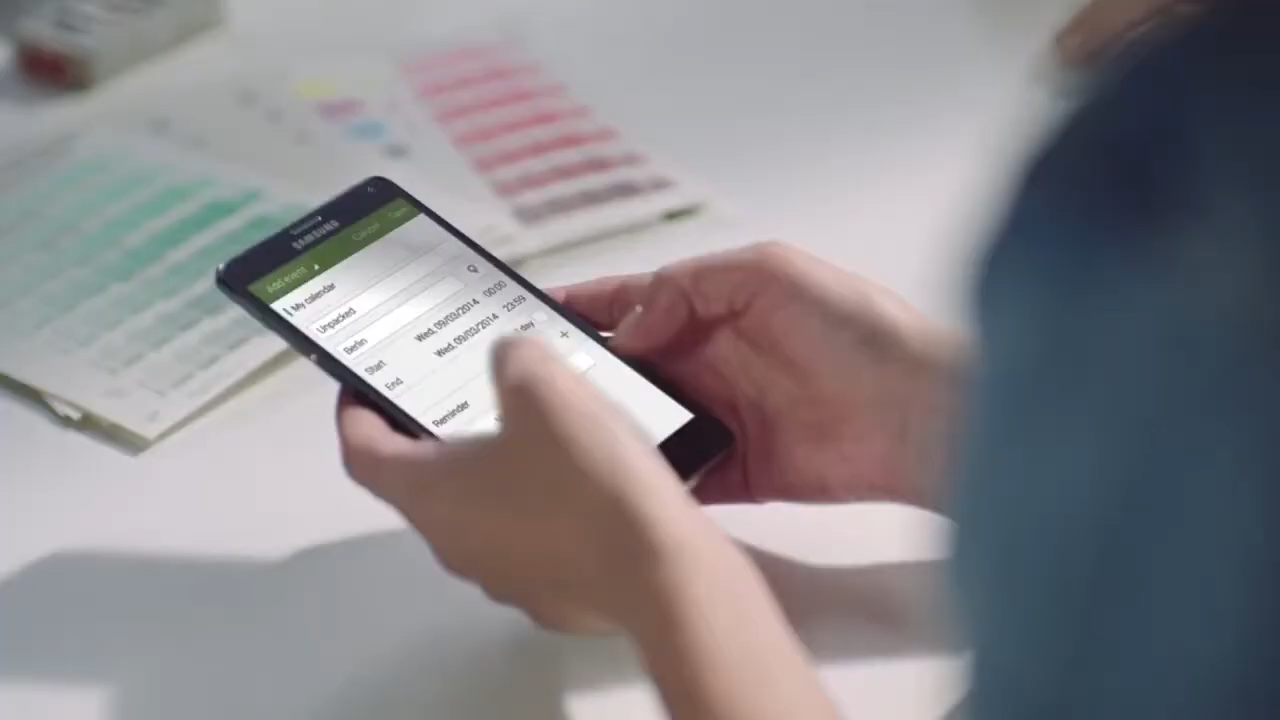 SAMSUNG
Add event
Cancel
My calendar
Unpacked
Berlin
Start Wed, 09/03/2014 00:00
End Wed, 09/03/2014 23:59
day
Reminder